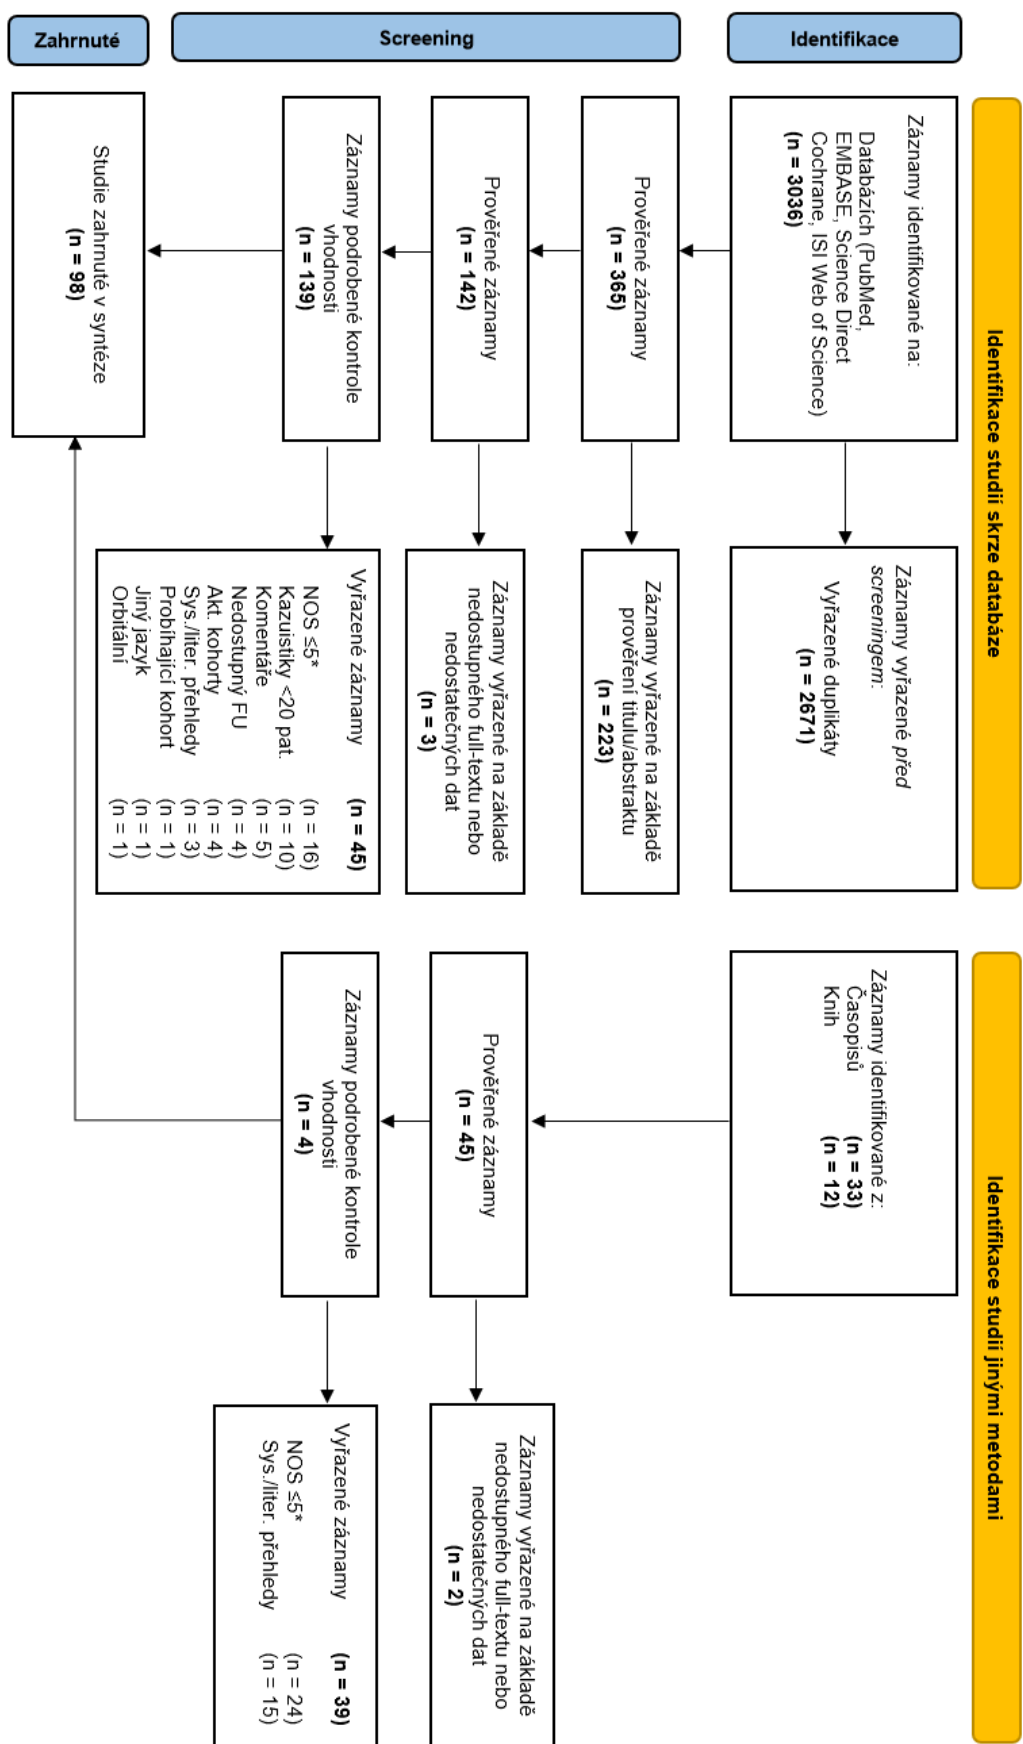 Zahrnuté
Screening
Identifikace
Identifikace studií skrze databáze
Záznamy identifikované na:
Databázích (PubMed,
EMBASE, Science Direct
Cochrane, ISI Web of Science)
(n = 3036)
Záznamy vyřazené před
screeningem:
Vyřazené duplikáty
(n = 2671)
Prověřené záznamy
(n = 365)
Záznamy vyřazené na základě
prověření titulu/abstraktu
(n = 223)
Prověřené záznamy
(n = 142)
Záznamy vyřazené na základě
nedostupného full-textu nebo
nedostatečných dat
(n = 3)
Záznamy podrobené kontrole
vhodnosti
(n = 139)
Vyřazené záznamy (n = 45)
NOS ≤5* (n = 16)
Kazuistiky <20 pat. (n = 10)
Komentáře (n = 5)
Nedostupný FU (n = 4)
Akt. kohorty (n = 4)
Sys./liter. přehledy (n = 3)
Probíhající kohort (n = 1)
Jiný jazyk (n = 1)
Orbitální (n = 1)
Studie zahrnuté v syntéze
(n = 98)
Identifikace studií jinými metodami
Záznamy identifikované z:
Časopisů (n = 33)
Knih (n = 12)
Prověřené záznamy
(n = 45)
Záznamy vyřazené na základě
nedostupného full-textu nebo
nedostatečných dat
(n = 2)
Záznamy podrobené kontrole
vhodnosti
(n = 4)
Vyřazené záznamy (n = 39)
NOS ≤5* (n = 24)
Sys./liter. přehledy (n = 15)